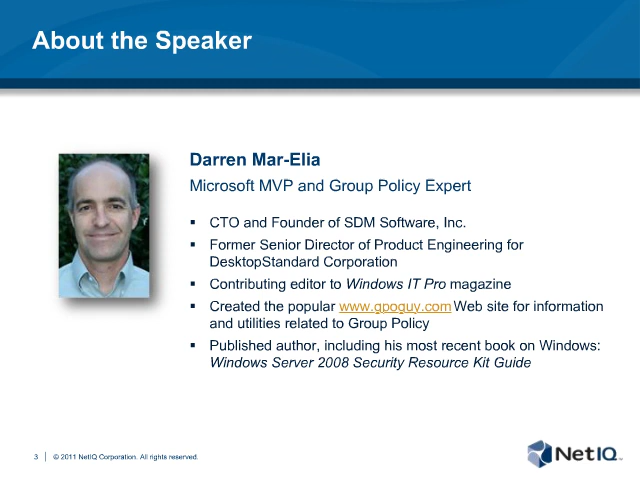 About the Speaker
Darren Mar-Elia
Microsoft MVP and Group Policy Expert
▪ CTO and Founder of SDM Software, Inc.
▪ Former Senior Director of Product Engineering for
DesktopStandard Corporation
▪ Contributing editor to Windows IT Pro magazine
▪ Created the popular www.gpoguy.com Web site for information
and utilities related to Group Policy
▪ Published author, including his most recent book on Windows:
Windows Server 2008 Security Resource Kit Guide
3 | © 2011 NetIQ Corporation. All rights reserved.
NetIQ™